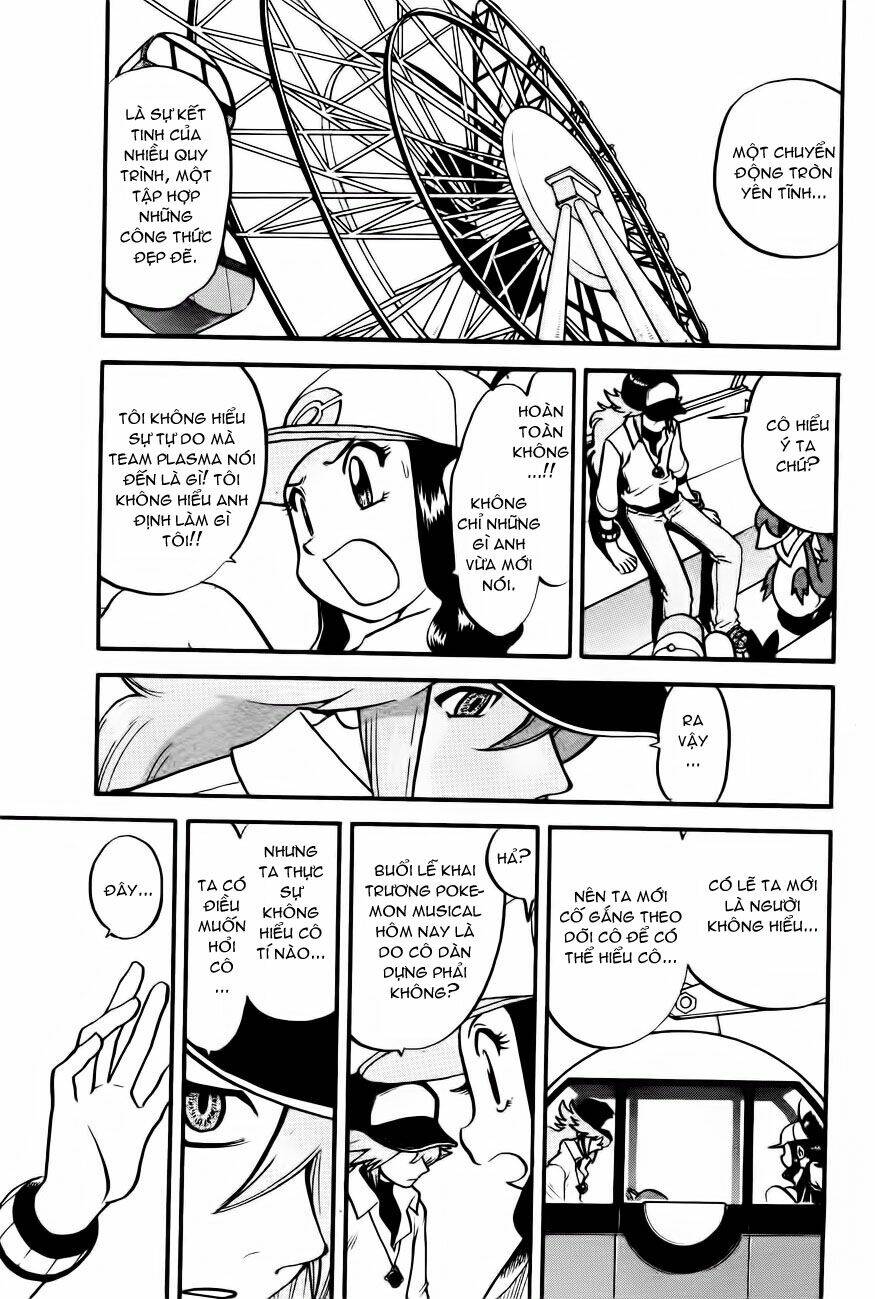 MỘT CHUYỂN
ĐỘNG TRÒN
YÊN TĨNH...
LÀ SỰ KẾT
TINH CỦA
NHIỀU QUY
TRÌNH, MỘT
TẬP HỢP
NHỮNG
CÔNG THỨC
ĐẸP ĐẼ.
CÔ HIỂU
Ý TA
CHỨ?
HOÀN
TOÀN
KHÔNG
...!!
KHÔNG
CHỈ NHỮNG
GÌ ANH
VỪA MỚI
NÓI.
TÔI KHÔNG HIỂU
SỰ TỰ DO MÀ
TEAM PLASMA NÓI
ĐẾN LÀ GÌ! TÔI
KHÔNG HIỂU ANH
ĐỊNH LÀM GÌ
TÔI!!
RA
VẬY
...
CÓ LẼ TA MỚI
LÀ NGƯỜI
KHÔNG HIỂU...
NÊN TA MỚI
CỐ GẮNG THEO
DÕI CÔ ĐỂ CÓ
THỂ HIỂU CÔ...
HẢ?
BUỔI LỄ KHAI
TRƯƠNG POKE-
MON MUSICAL
HÔM NAY LÀ
DO CÔ DÀN
DỰNG PHẢI
KHÔNG?
NHƯNG
TA THỰC
SỰ
KHÔNG
HIỂU CÔ
TÍ NÀO...
TA CÓ
ĐIỀU
MUỐN
HỎI
CÔ
...
ĐÂY...